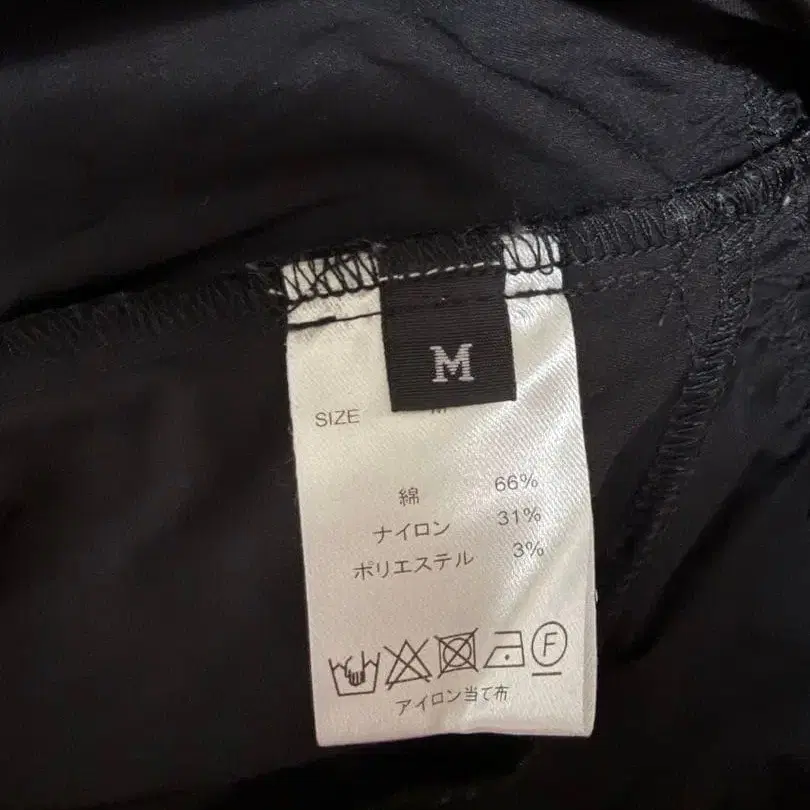 M
SIZE M
綿 66%
ナイロン 31%
ポリエステル 3%
F
アイロン当て布